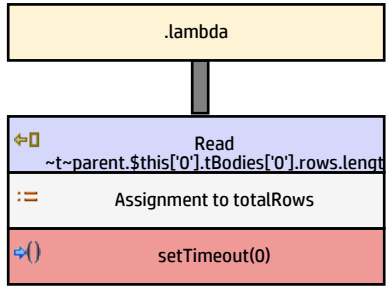 .lambda
Read
~t~parent.$this['0'].tBodies['0'].rows.lengt
:= Assignment to totalRows
() setTimeout(0)